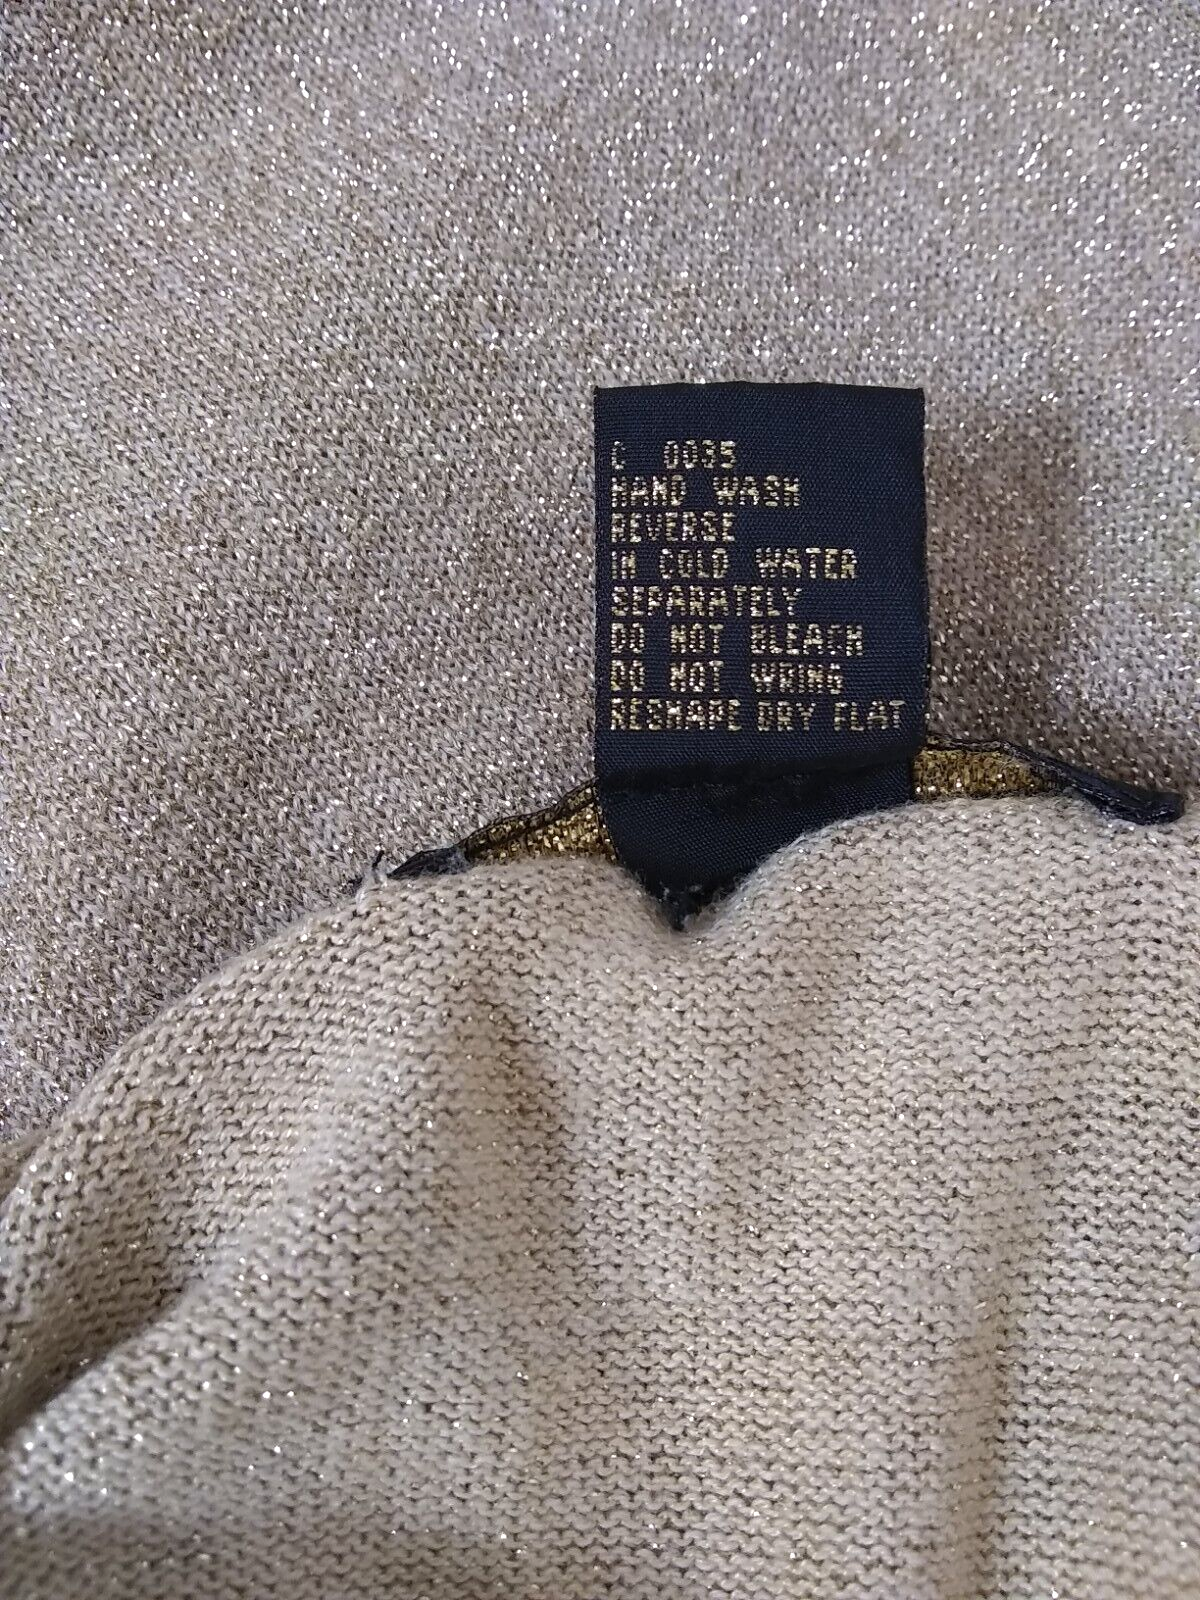 C 0035
HAND WASH
REVERSE
IN COLD WATER
SEPARATELY
DO NOT BLEACH
DO NOT WRING
RESHAPE DRY FLAT